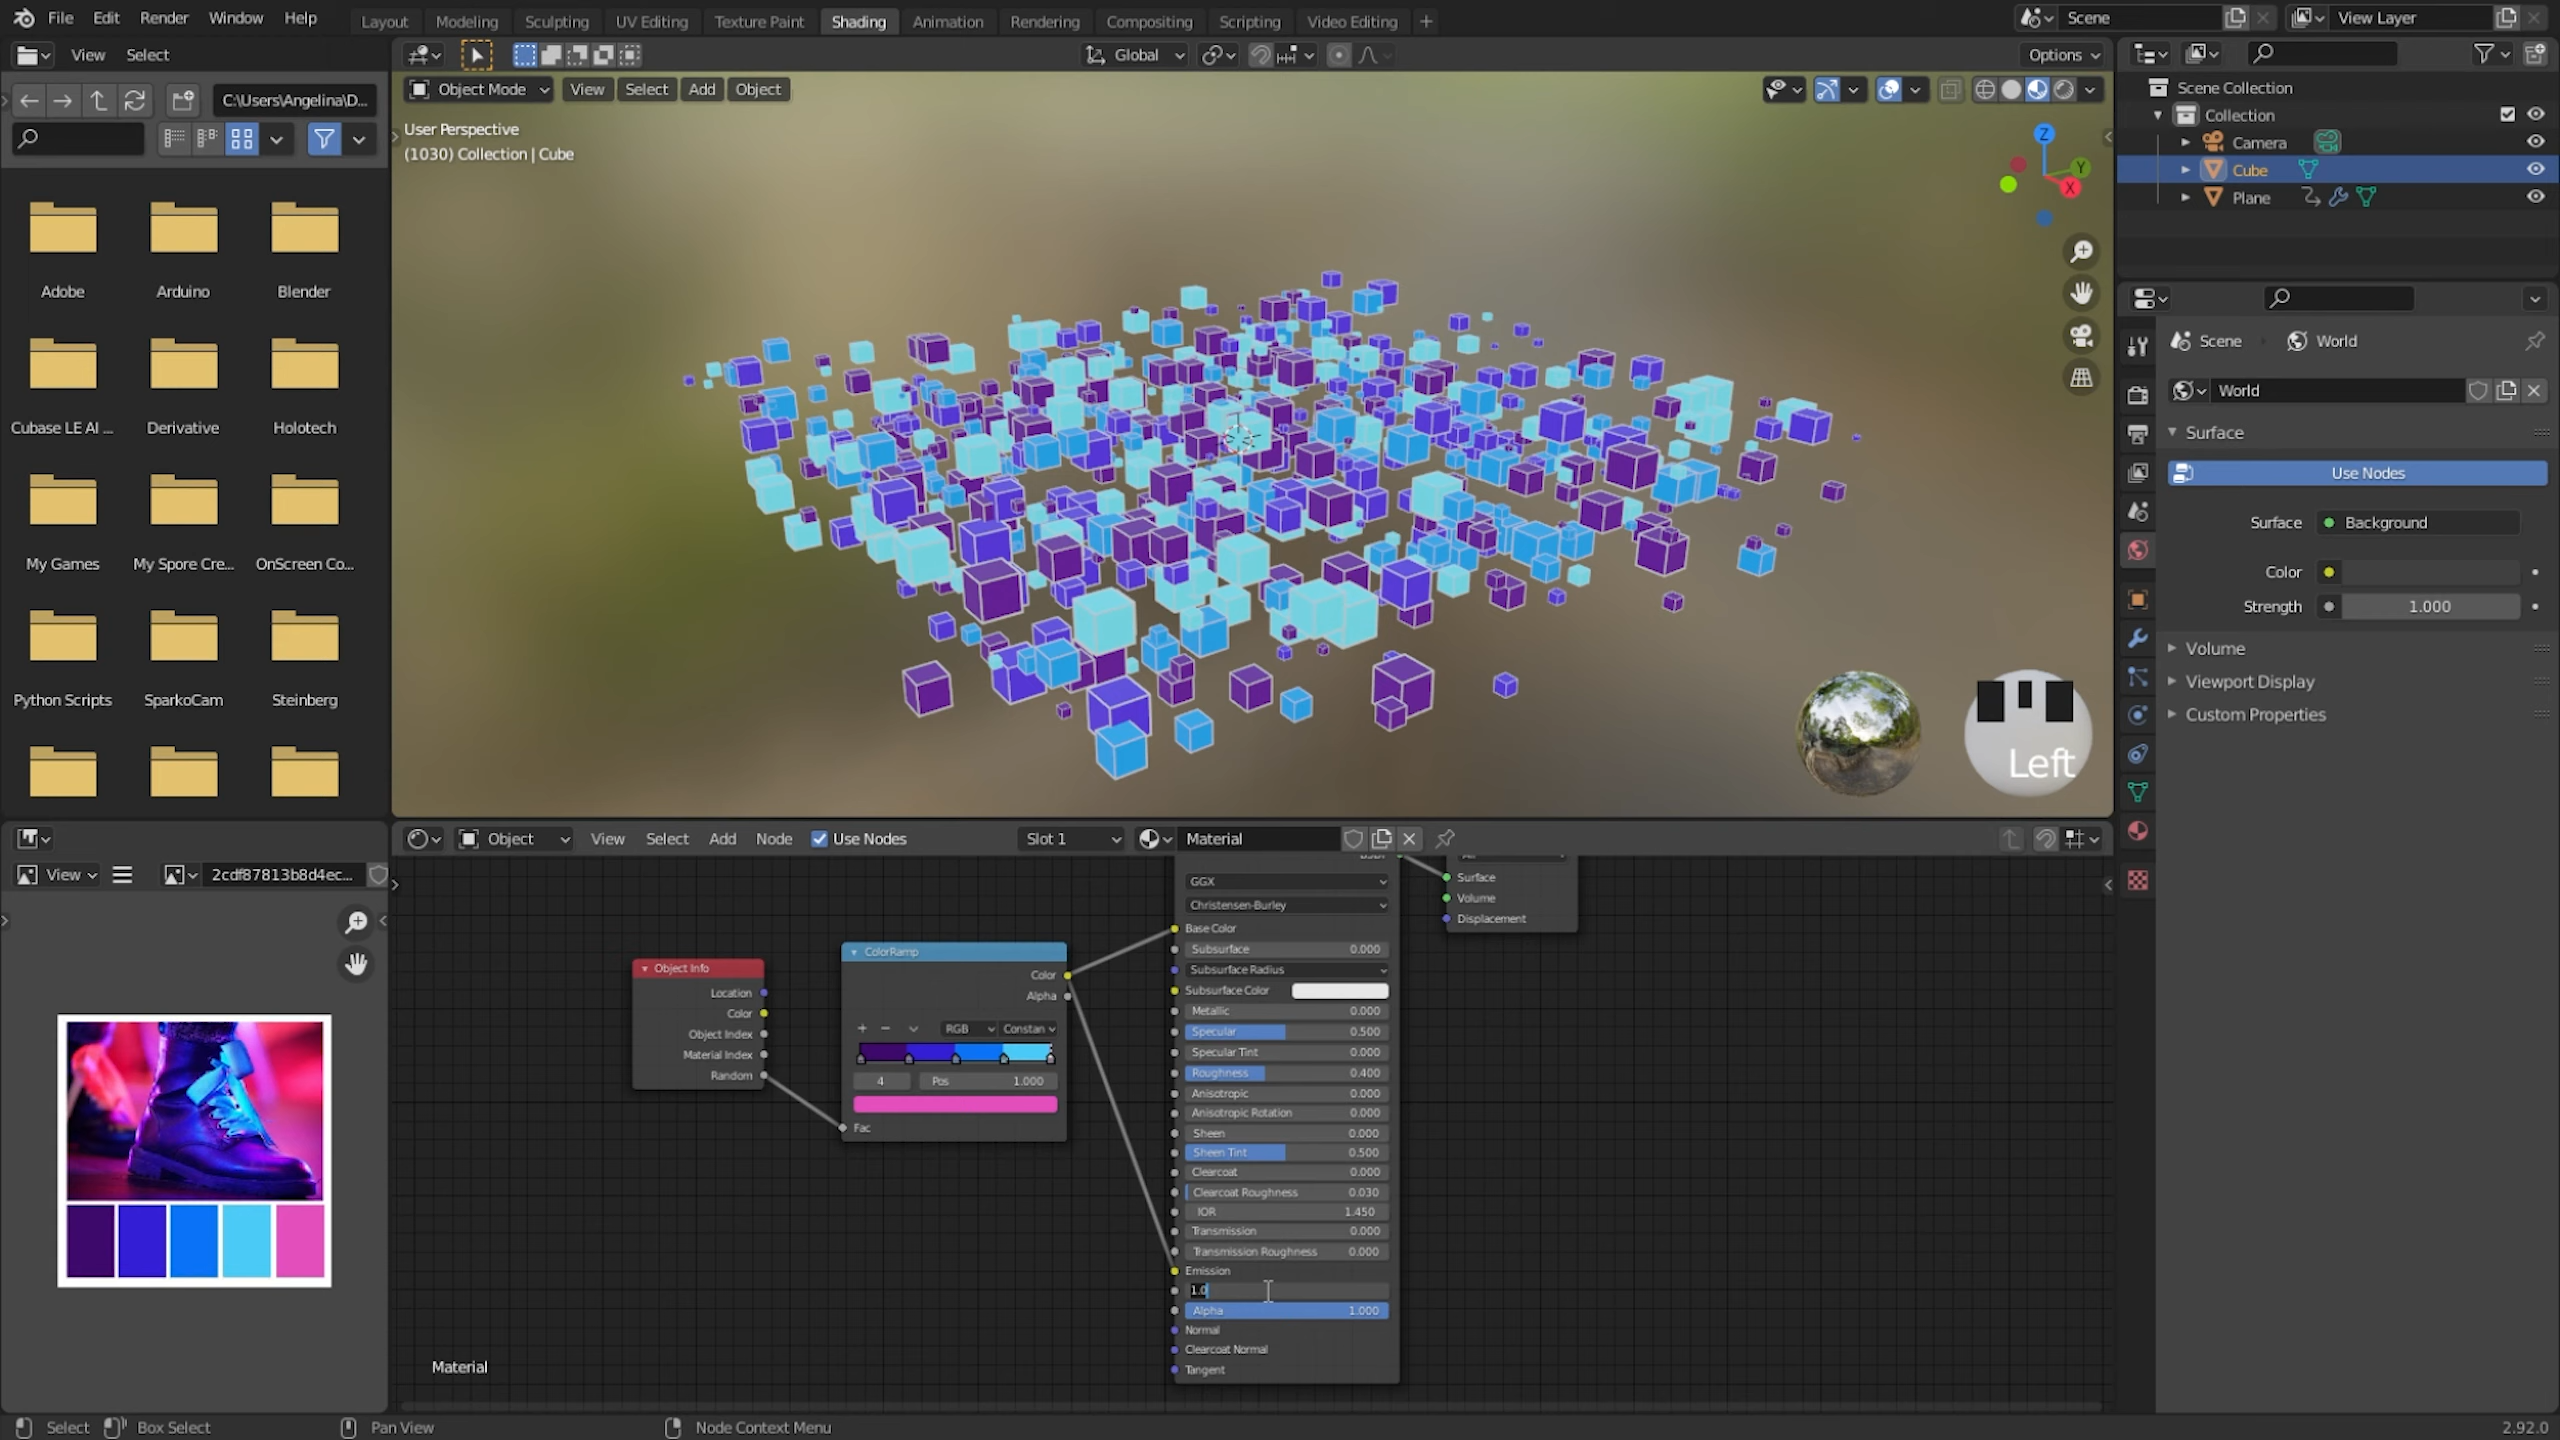 File Edit Render Window Help
Layout Modeling Sculpting UV Editing Texture Paint Shading Animation Rendering Compositing Scripting Video Editing +
Scene
View Layer
View Select
Global
Options
C:\Users\Angelina\D...
Object Mode View Select Add Object
User Perspective
(1030) Collection | Cube
Z
Y
X
Adobe Arduino Blender
Cubase LE AI ... Derivative Holotech
My Games My Spore Cre... OnScreen Co...
Python Scripts SparkoCam Steinberg
Left
Scene Collection
Collection
Camera
Cube
Plane
Scene World
World
Surface
Use Nodes
Surface Background
Color
Strength 1.000
Volume
Viewport Display
Custom Properties
View 2cdf87813b8d4ec...
Object View Select Add Node Use Nodes Slot 1 Material
Object Info
Location
Color
Object Index
Material Index
Random
ColorRamp
Color
Alpha
+ − RGB Constan
4 Pos 1.000
Fac
GGX
Christensen-Burley
Base Color
Subsurface 0.000
Subsurface Radius
Subsurface Color
Metallic 0.000
Specular 0.500
Specular Tint 0.000
Roughness 0.400
Anisotropic 0.000
Anisotropic Rotation 0.000
Sheen 0.000
Sheen Tint 0.500
Clearcoat 0.000
Clearcoat Roughness 0.030
IOR 1.450
Transmission 0.000
Transmission Roughness 0.000
Emission
1.0
Alpha 1.000
Normal
Clearcoat Normal
Tangent
Surface
Volume
Displacement
Material
Select Box Select Pan View Node Context Menu 2.92.0